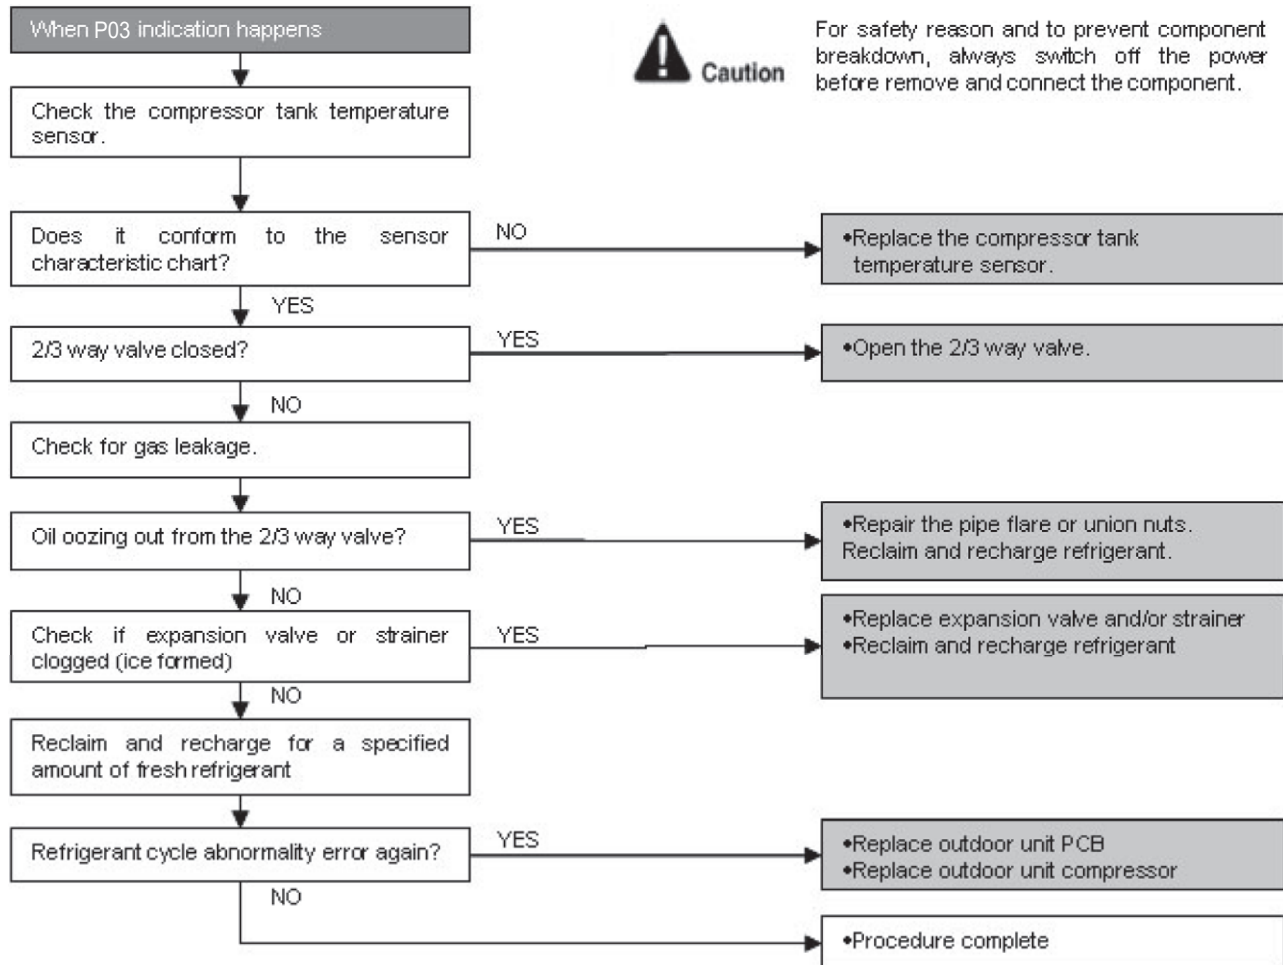 When P03 indication happens
Caution
For safety reason and to prevent component
breakdown, always switch off the power
before remove and connect the component.
Check the compressor tank temperature
sensor.
Does it conform to the sensor
characteristic chart?
NO
•Replace the compressor tank
temperature sensor.
YES
2/3 way valve closed?
YES
•Open the 2/3 way valve.
NO
Check for gas leakage.
Oil oozing out from the 2/3 way valve?
YES
•Repair the pipe flare or union nuts.
Reclaim and recharge refrigerant.
NO
Check if expansion valve or strainer
clogged (ice formed)
YES
•Replace expansion valve and/or strainer
•Reclaim and recharge refrigerant
NO
Reclaim and recharge for a specified
amount of fresh refrigerant
Refrigerant cycle abnormality error again?
YES
•Replace outdoor unit PCB
•Replace outdoor unit compressor
NO
•Procedure complete